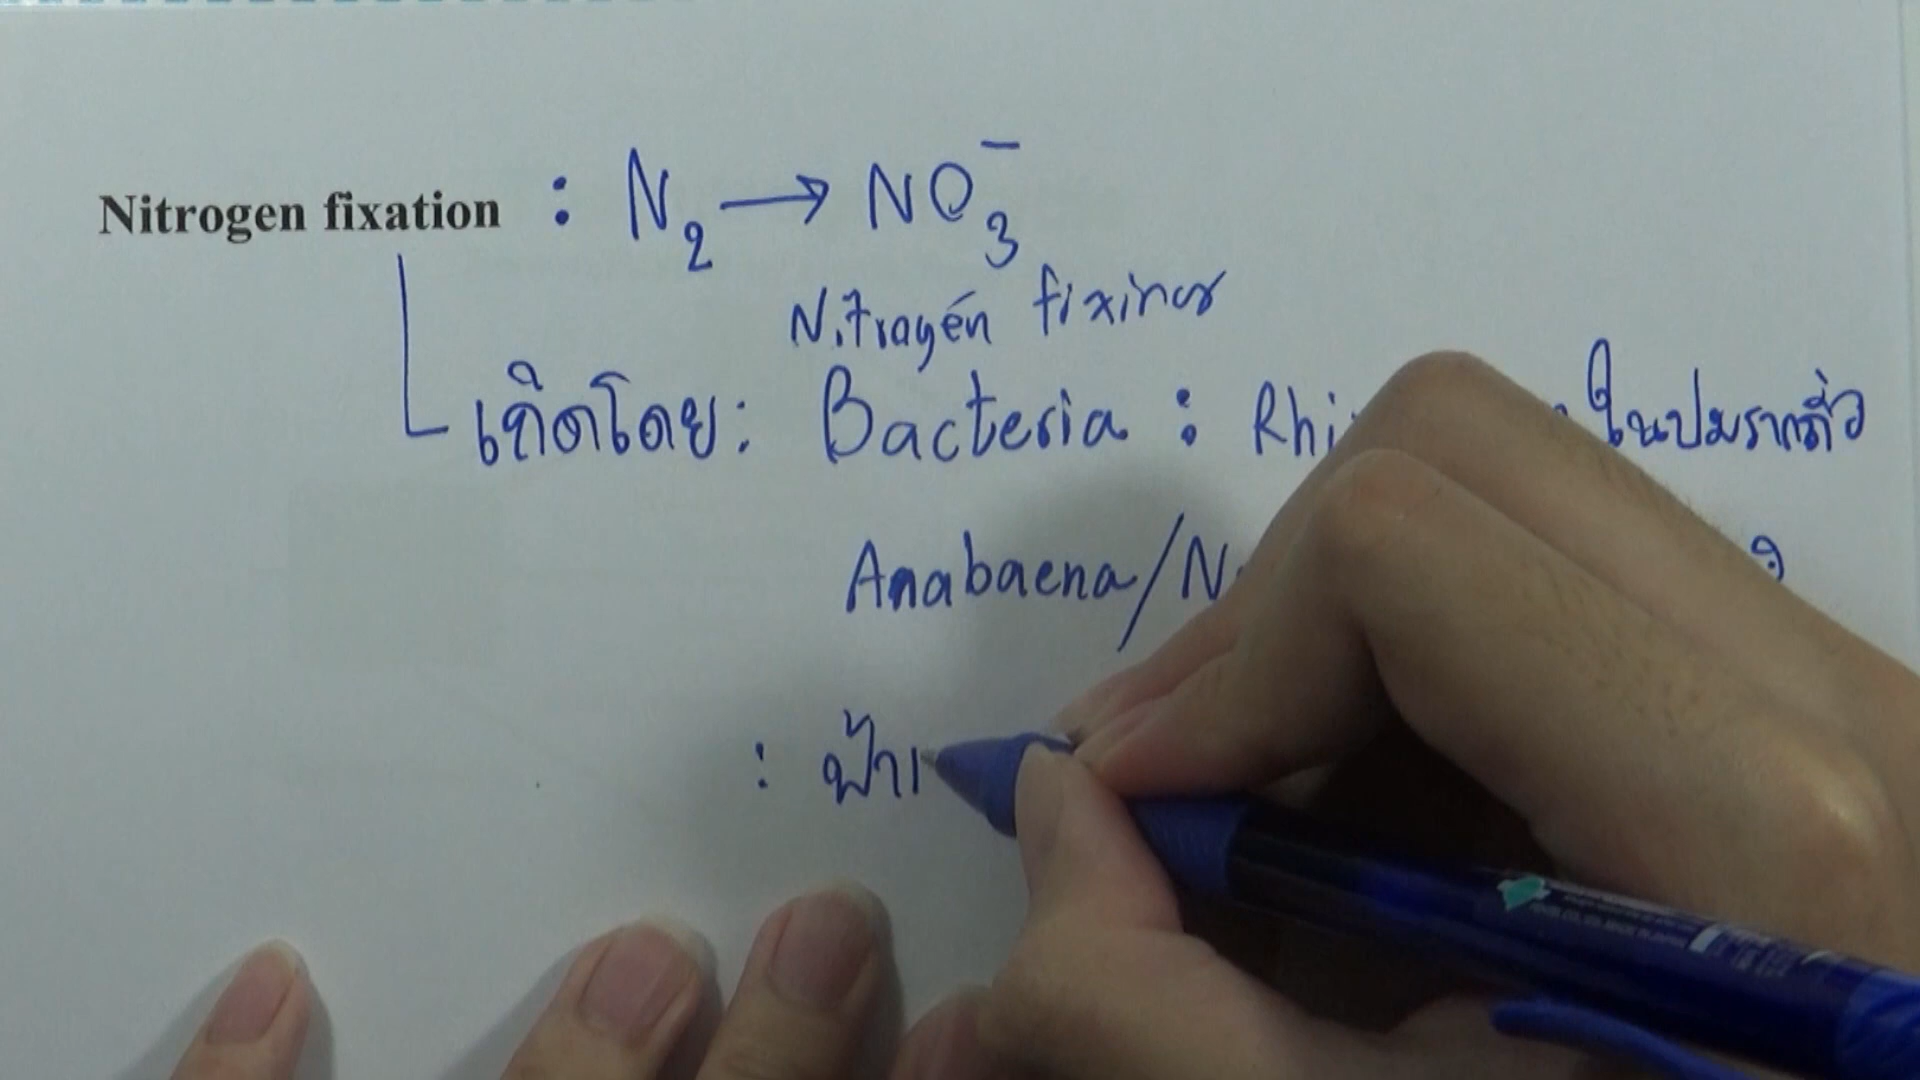 Nitrogen fixation : N₂ → NO₃⁻
Nitrogen fixing
เกิดโดย : Bacteria : Rhi ในปมรากถั่ว
Anabaena/N
: ฟ้าเ